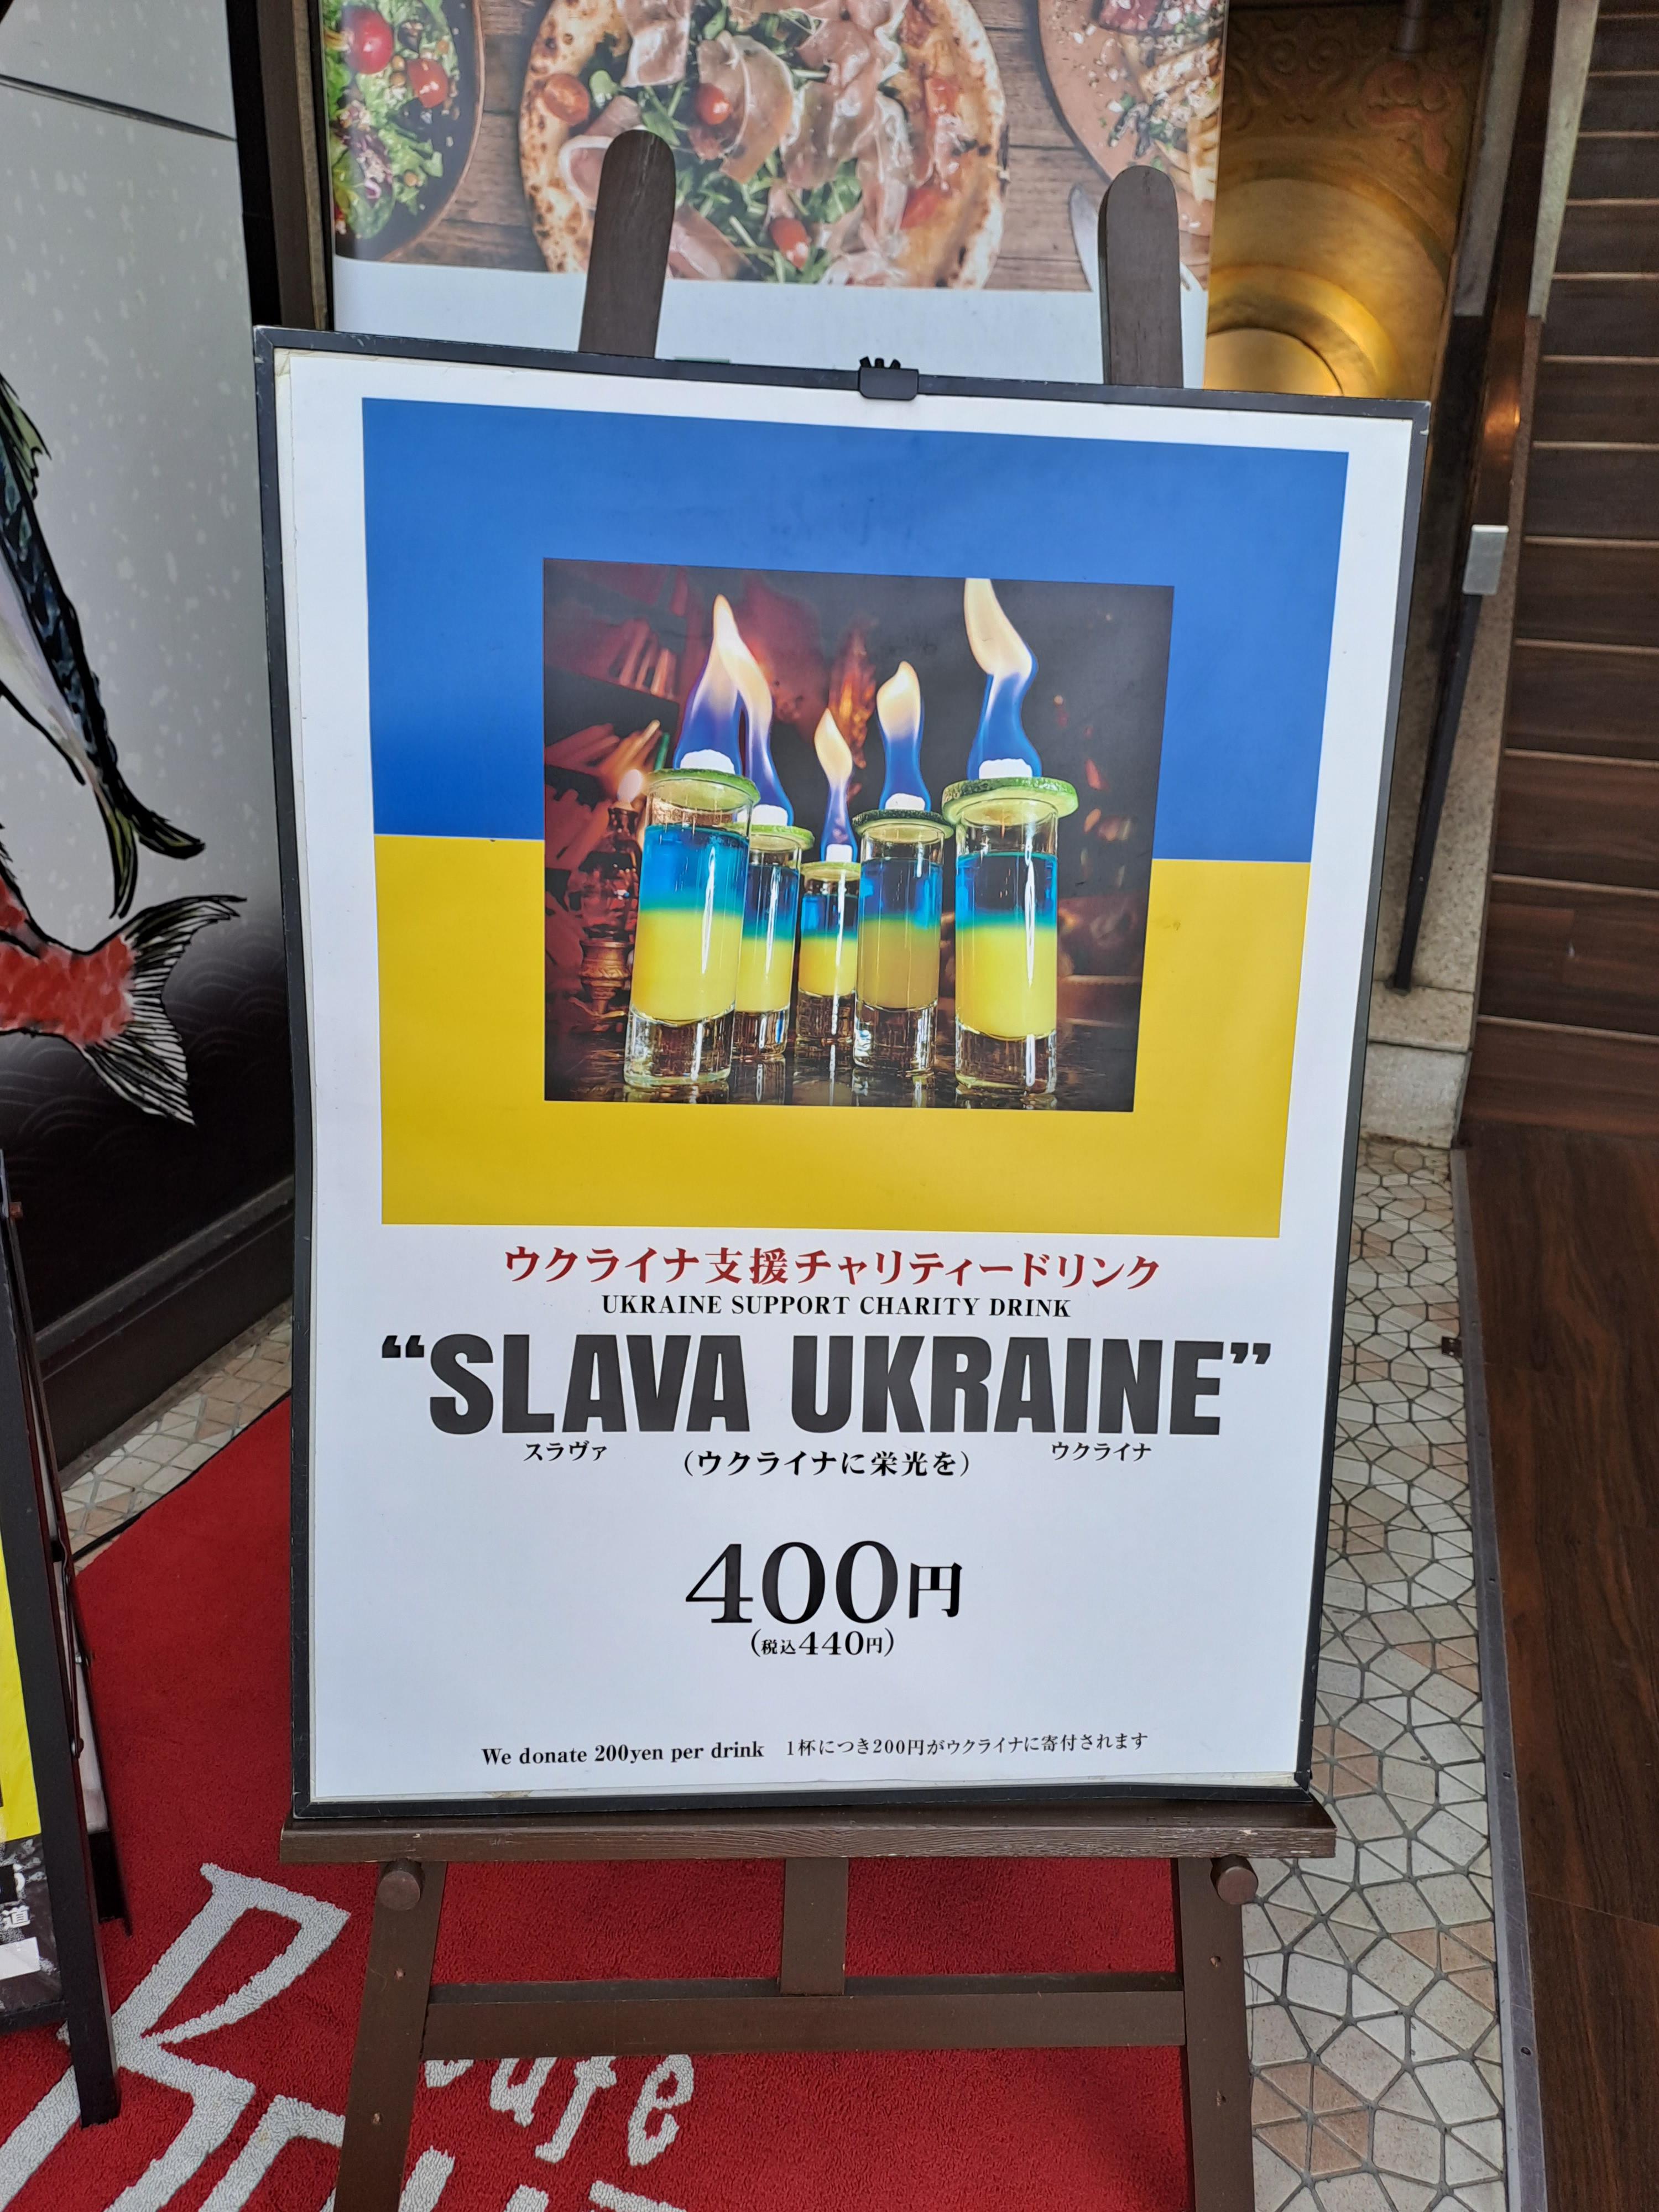 ウクライナ支援チャリティードリンク
UKRAINE SUPPORT CHARITY DRINK
“SLAVA UKRAINE”
スラヴァ (ウクライナに栄光を) ウクライナ
400円
(税込440円)
We donate 200yen per drink 1杯につき200円がウクライナに寄付されます
道
Cafe